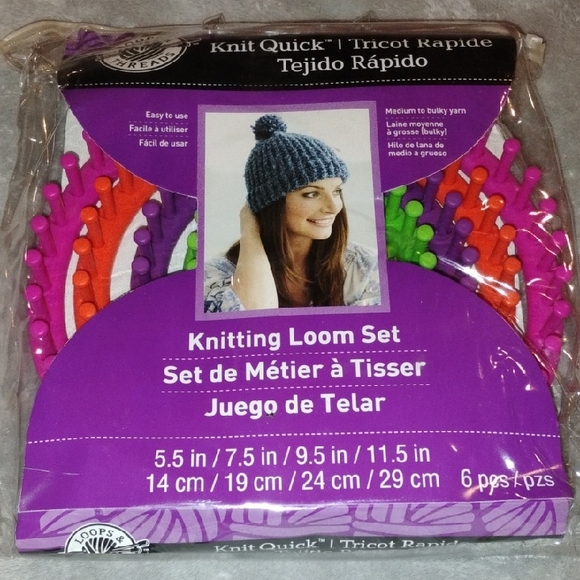 THREADS
Knit Quick™ | Tricot Rapide
Tejido Rápido
Easy to use
Facile à utiliser
Fácil de usar
Medium to bulky yarn
Laine moyenne
à grosse (bulky)
Hilo de lana de
medio a grueso
Knitting Loom Set
Set de Métier à Tisser
Juego de Telar
5.5 in / 7.5 in / 9.5 in / 11.5 in
14 cm / 19 cm / 24 cm / 29 cm 6 pcs / pzs
LOOPS &
Knit Quick™ | Tricot Rapide